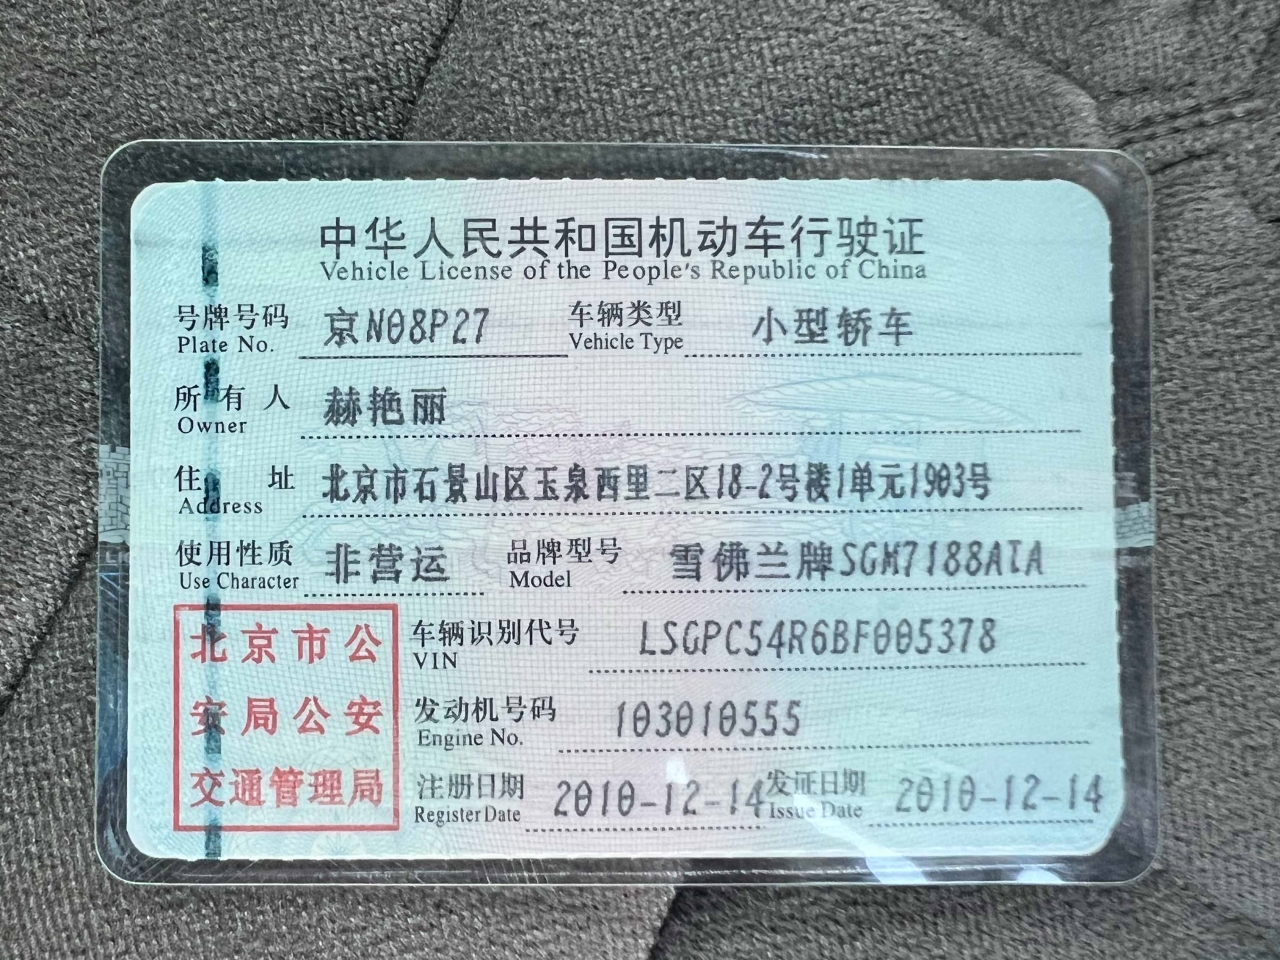 中华人民共和国机动车行驶证
Vehicle License of the People's Republic of China
号牌号码 京N08P27 车辆类型 小型轿车
Plate No. Vehicle Type
所有人 赫艳丽
Owner
住址 北京市石景山区玉泉西里二区18-2号楼1单元1903号
Address
使用性质 非营运 品牌型号 雪佛兰牌SGM7188ATA
Use Character Model
北京市公
安局公安
交通管理局
车辆识别代号 LSGPC54R6BF005378
VIN
发动机号码 103010555
Engine No.
注册日期 2010-12-14 发证日期 2010-12-14
Register Date Issue Date